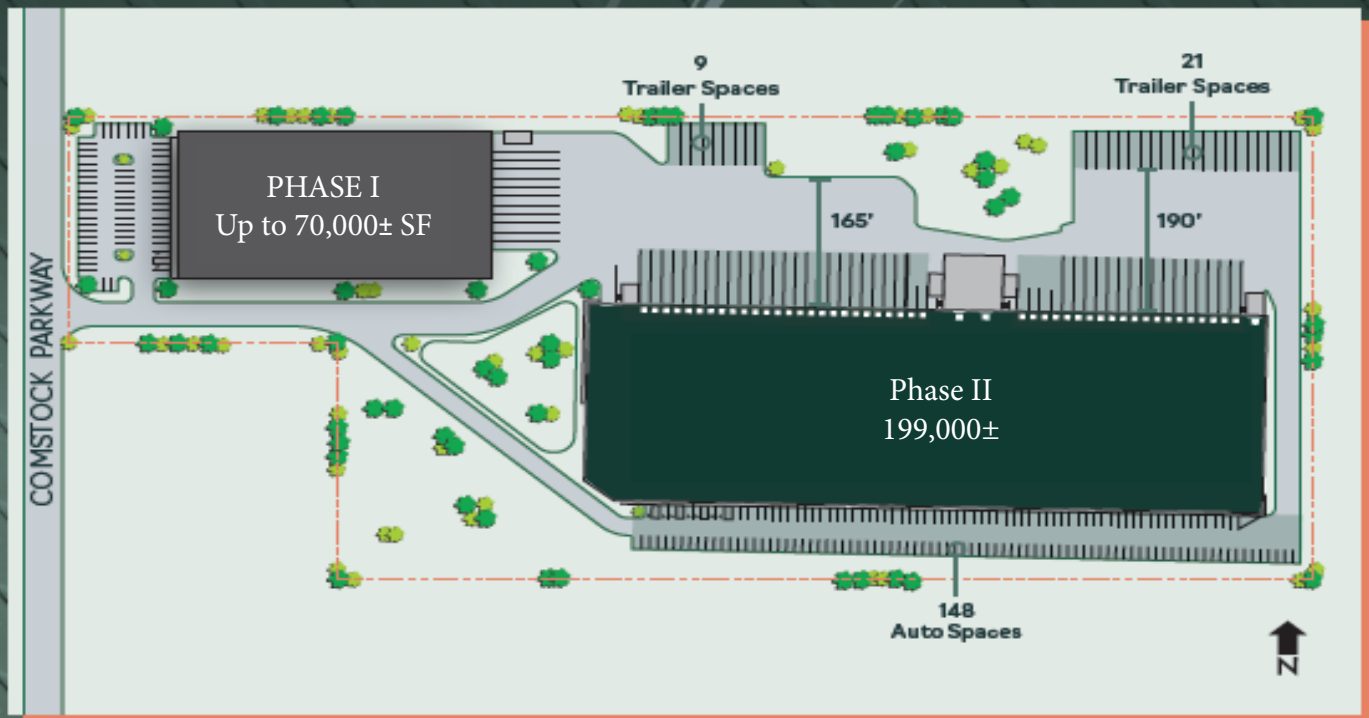 9
Trailer Spaces
21
Trailer Spaces
PHASE I
Up to 70,000± SF
165'
190'
COMSTOCK PARKWAY
Phase II
199,000±
148
Auto Spaces
N